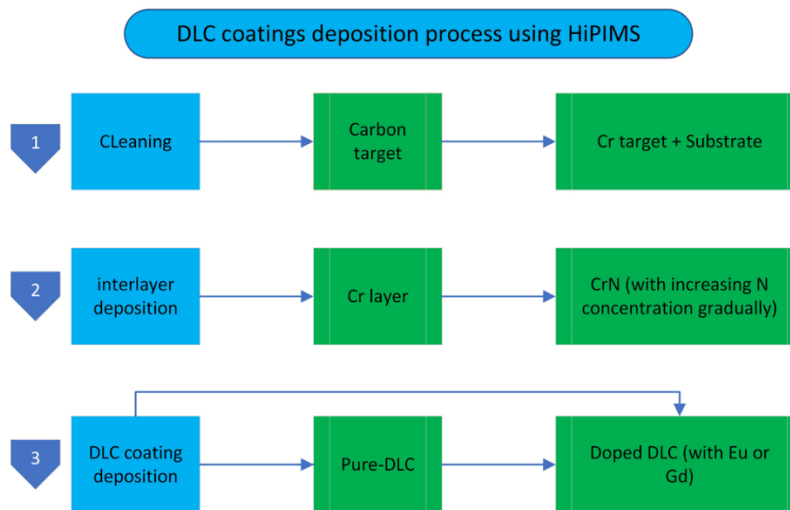 DLC coatings deposition process using HiPIMS
1
CLeaning
Carbon
target
Cr target + Substrate
2
interlayer
deposition
Cr layer
CrN (with increasing N
concentration gradually)
3
DLC coating
deposition
Pure-DLC
Doped DLC (with Eu or
Gd)